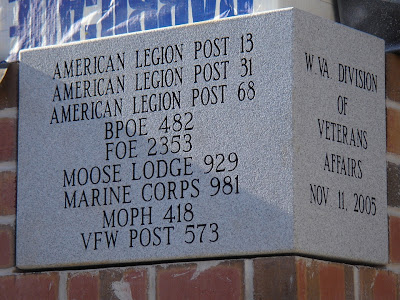 AMERICAN LEGION POST 13
AMERICAN LEGION POST 31
AMERICAN LEGION POST 68
BPOE 482
FOE 2353
MOOSE LODGE 929
MARINE CORPS 981
MOPH 418
VFW POST 573
W. VA. DIVISION
OF
VETERANS
AFFAIRS
NOV. 11, 2005